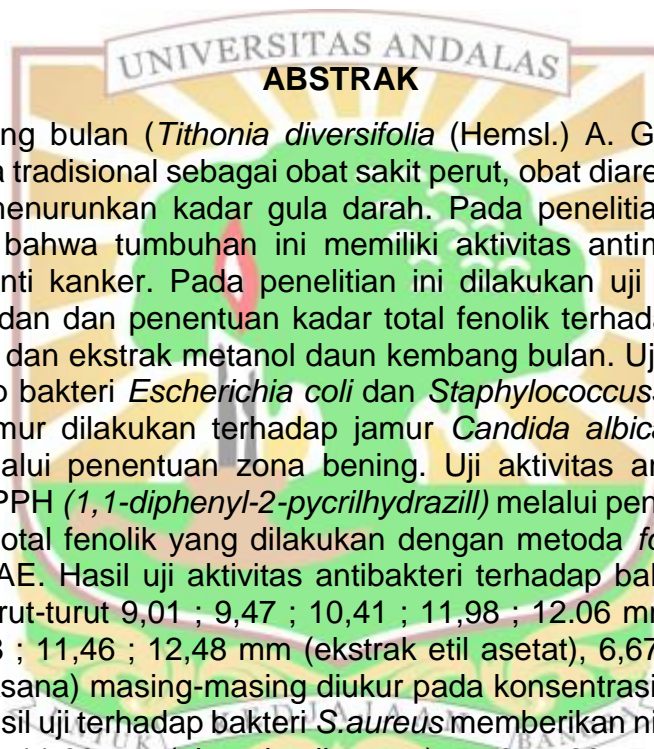 UNIVERSITAS ANDALAS
ABSTRAK
ng bulan (Tithonia diversifolia (Hemsl.) A. G
a tradisional sebagai obat sakit perut, obat diare
menurunkan kadar gula darah. Pada penelitia
bahwa tumbuhan ini memiliki aktivitas antim
nti kanker. Pada penelitian ini dilakukan uji
dan dan penentuan kadar total fenolik terhada
dan ekstrak metanol daun kembang bulan. Uj
o bakteri Escherichia coli dan Staphylococcus
mur dilakukan terhadap jamur Candida albica
alui penentuan zona bening. Uji aktivitas an
PPH (1,1-diphenyl-2-pycrilhydrazill) melalui pen
otal fenolik yang dilakukan dengan metoda fo
AE. Hasil uji aktivitas antibakteri terhadap bak
rut-turut 9,01 ; 9,47 ; 10,41 ; 11,98 ; 12.06 mm
3 ; 11,46 ; 12,48 mm (ekstrak etil asetat), 6,67
sana) masing-masing diukur pada konsentrasi
sil uji terhadap bakteri S.aureus memberikan ni